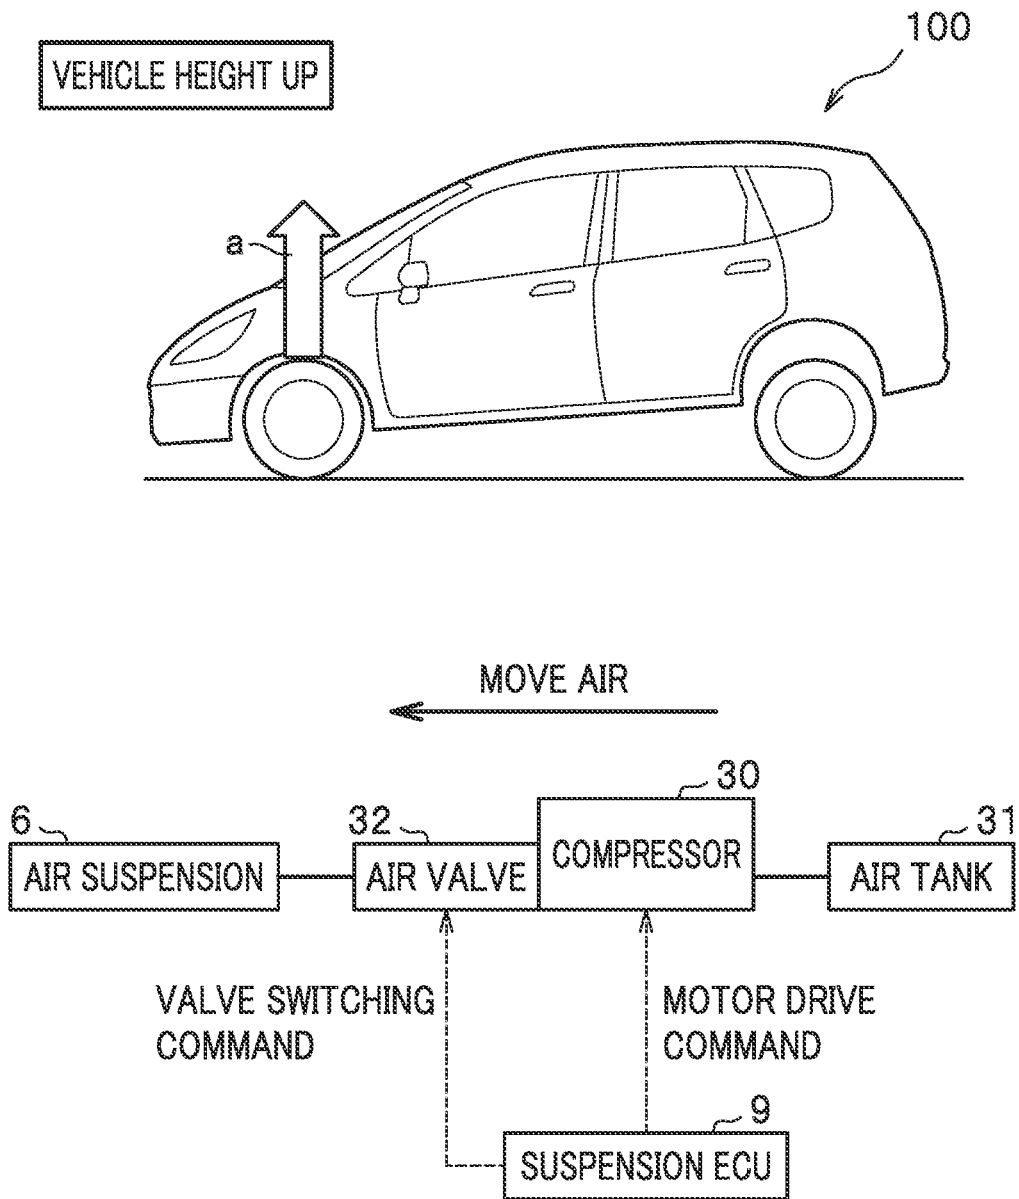 100
VEHICLE HEIGHT UP
a
MOVE AIR
30
6
32
31
AIR SUSPENSION
AIR VALVE
COMPRESSOR
AIR TANK
VALVE SWITCHING
COMMAND
MOTOR DRIVE
COMMAND
9
SUSPENSION ECU